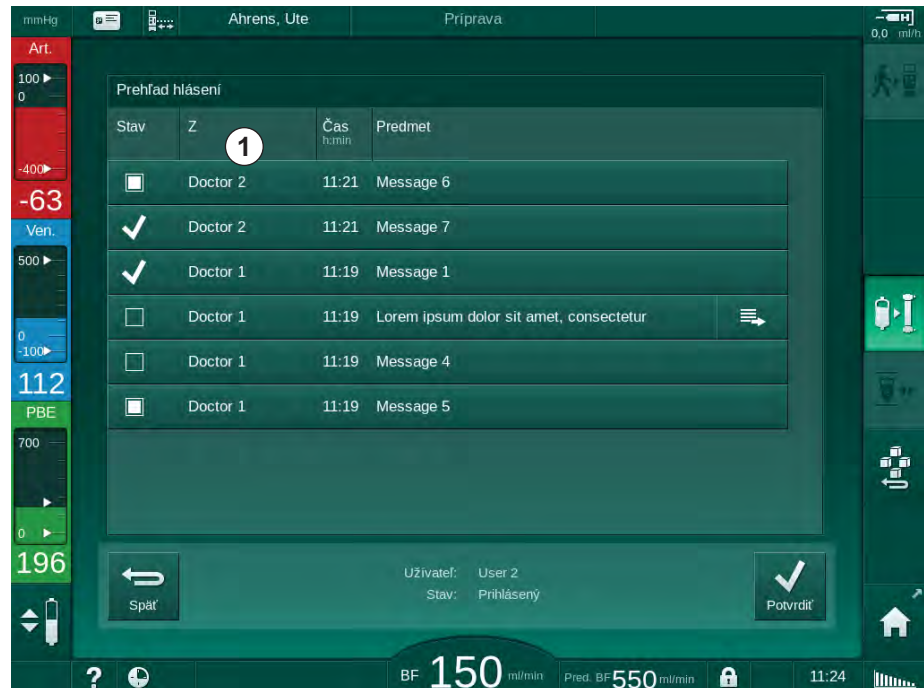 mmHg
Ahrens, Ute
Príprava
0,0 ml/h
Art.
100
0
-400
-63
Ven.
500
0
-100
112
PBE
700
0
196
Prehľad hlásení
Stav Z Čas Predmet
h:min
1
Doctor 2 11:21 Message 6
Doctor 2 11:21 Message 7
Doctor 1 11:19 Message 1
Doctor 1 11:19 Lorem ipsum dolor sit amet, consectetur
Doctor 1 11:19 Message 4
Doctor 1 11:19 Message 5
Späť
Užívateľ: User 2
Stav: Prihlásený
Potvrdiť
? BF 150 ml/min Pred. BF 550 ml/min 11:24